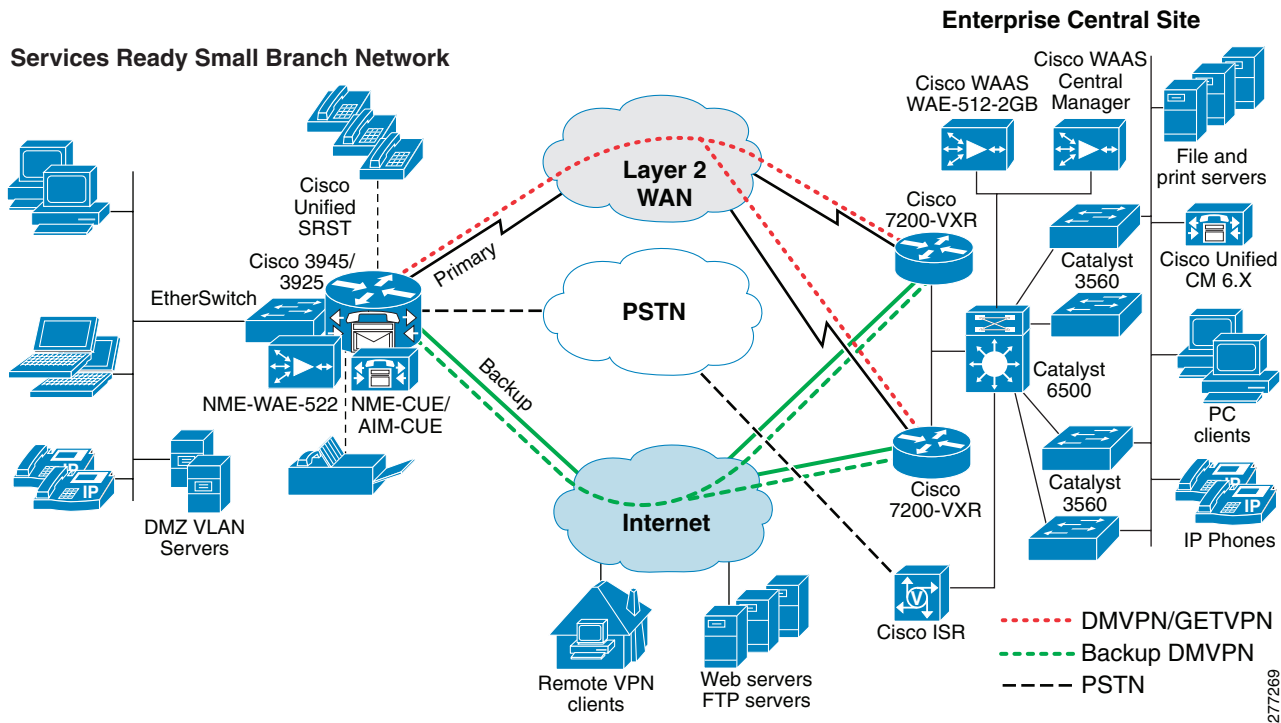 Enterprise Central Site
Services Ready Small Branch Network
Cisco WAAS
WAE-512-2GB
Cisco WAAS
Central
Manager
File and
print servers
Cisco
Unified
SRST
Layer 2
WAN
Cisco
7200-VXR
Cisco 3945/
3925
Primary
Catalyst
3560
Cisco Unified
CM 6.X
EtherSwitch
PSTN
Backup
Catalyst
6500
NME-WAE-522
NME-CUE/
AIM-CUE
PC
clients
IP
IP
DMZ VLAN
Servers
Internet
Cisco
7200-VXR
Catalyst
3560
IP
IP
IP Phones
V
Cisco ISR
Remote VPN
clients
Web servers
FTP servers
DMVPN/GETVPN
Backup DMVPN
PSTN
277269